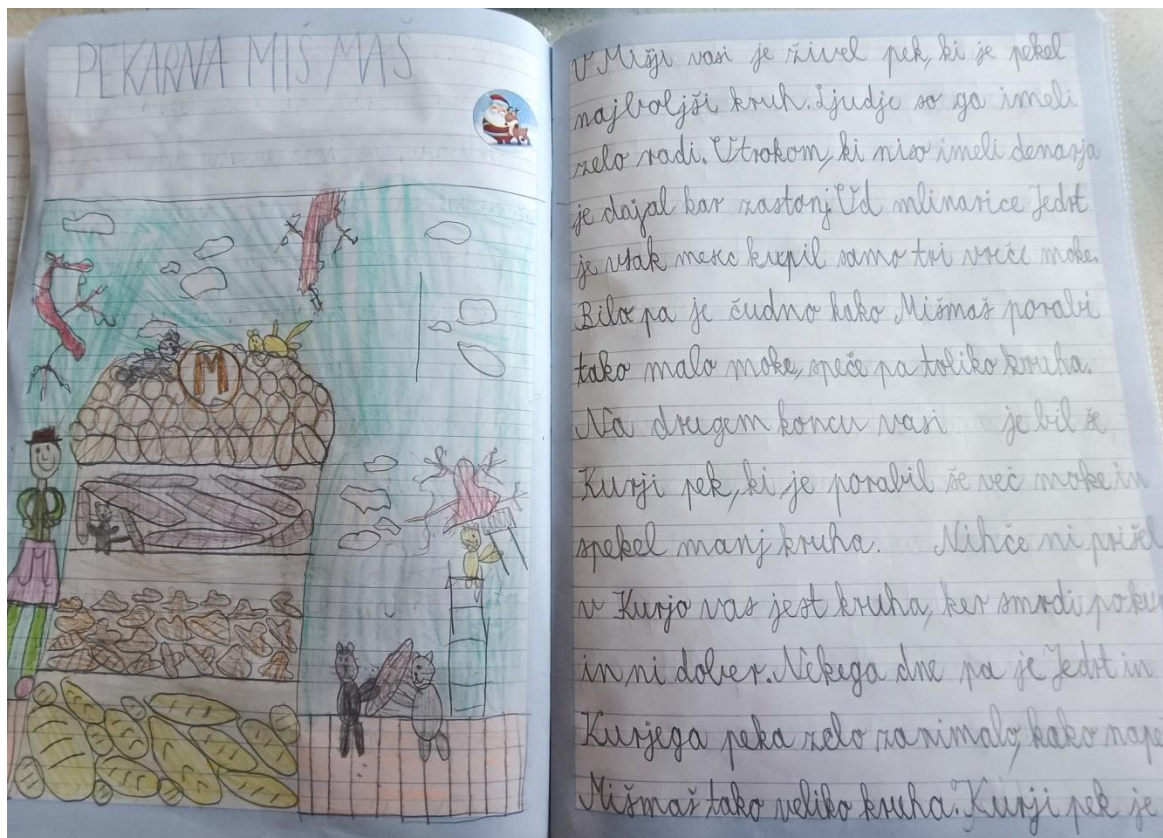 PEKARNA MIŠ MAŠ
M
V Mišji vasi je živel pek, ki je pekel
najboljši kruh. Ljudje so ga imeli
zelo radi. Otrokom, ki niso imeli denarja
je dajal kar zastonj. Od mlinarice Jedrt
je vsak mesec kupil samo tri vreče moke.
Bilo pa je čudno kako Mišmaš porabi
tako malo moke, speče pa toliko kruha.
Na drugem koncu vasi je bil še
Kurji pek, ki je porabil še več moke in
spekel manj kruha. Nihče ni prišel
v Kurjo vas jest kruha, ker smrdi po ku
in ni dober. Nekega dne pa je Jedrt in
Kurjega peka zelo zanimalo, kako nape
Mišmaš tako veliko kruha. Kurji pek je